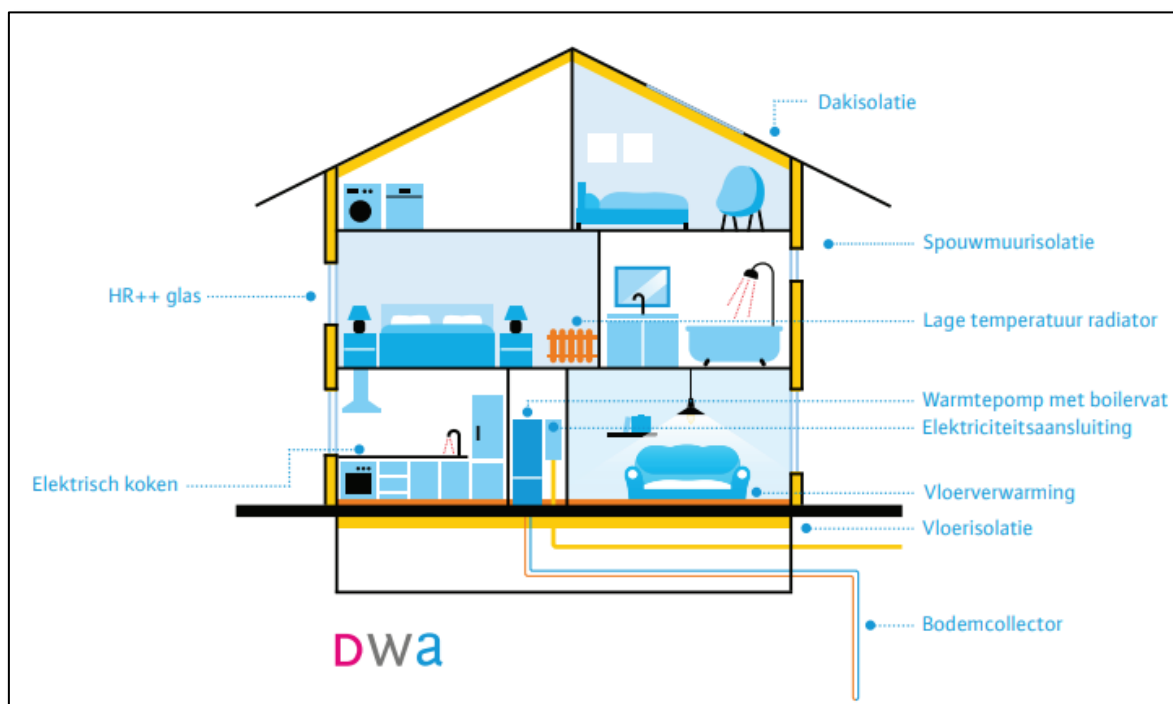 Dakisolatie
Spouwmuurisolatie
HR++ glas
Lage temperatuur radiator
Warmtepomp met boilervat
Elektriciteitsaansluiting
Elektrisch koken
Vloerverwarming
Vloerisolatie
Bodemcollector
DWa